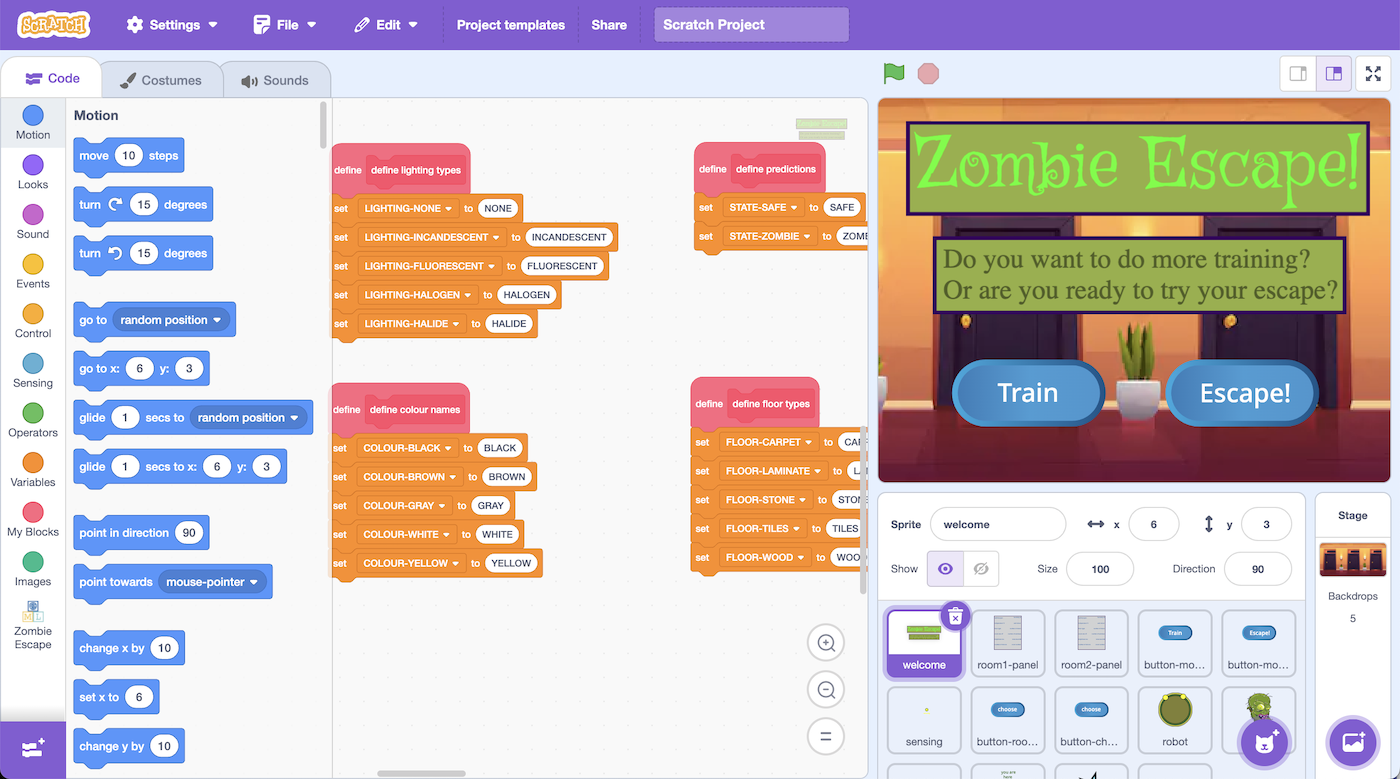 SCRATCH Settings File Edit Project templates Share Scratch Project
Code Costumes Sounds
Motion
Looks
Sound
Events
Control
Sensing
Operators
Variables
My Blocks
Images
Zombie
Escape
Motion
move 10 steps
turn 15 degrees
turn 15 degrees
go to random position
go to x: 6 y: 3
glide 1 secs to random position
glide 1 secs to x: 6 y: 3
point in direction 90
point towards mouse-pointer
change x by 10
set x to 6
change y by 10
define define lighting types
set LIGHTING-NONE to NONE
set LIGHTING-INCANDESCENT to INCANDESCENT
set LIGHTING-FLUORESCENT to FLUORESCENT
set LIGHTING-HALOGEN to HALOGEN
set LIGHTING-HALIDE to HALIDE
define define colour names
set COLOUR-BLACK to BLACK
set COLOUR-BROWN to BROWN
set COLOUR-GRAY to GRAY
set COLOUR-WHITE to WHITE
set COLOUR-YELLOW to YELLOW
define define predictions
set STATE-SAFE to SAFE
set STATE-ZOMBIE to ZOMB
define define floor types
set FLOOR-CARPET to CAR
set FLOOR-LAMINATE to LA
set FLOOR-STONE to STON
set FLOOR-TILES to TILES
set FLOOR-WOOD to WOO
Zombie Escape!
Do you want to do more training?
Or are you ready to try your escape?
Train Escape!
Sprite welcome x 6 y 3
Show Size 100 Direction 90
welcome
room1-panel
room2-panel
Train
button-mo...
Escape!
button-mo...
sensing
choose
button-roo...
choose
button-ch...
robot
you are
here
Stage
Backdrops
5